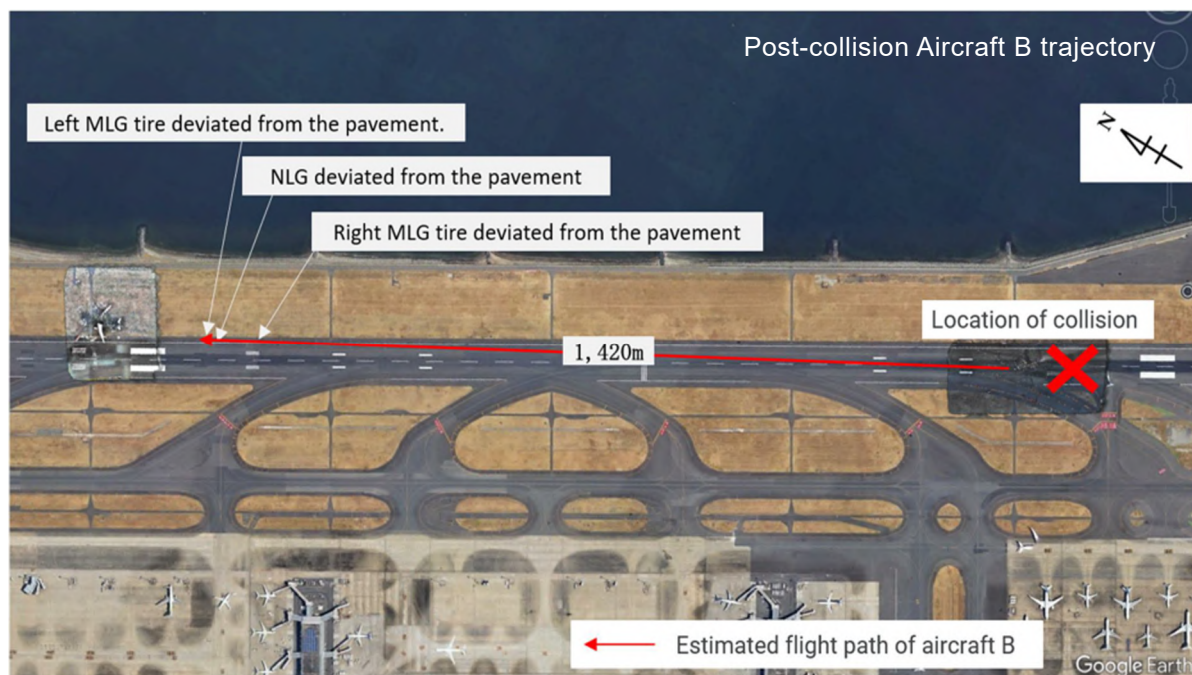 Post-collision Aircraft B trajectory
Left MLG tire deviated from the pavement.
N
NLG deviated from the pavement
Right MLG tire deviated from the pavement
Location of collision
1,420m
Estimated flight path of aircraft B
Google Earth